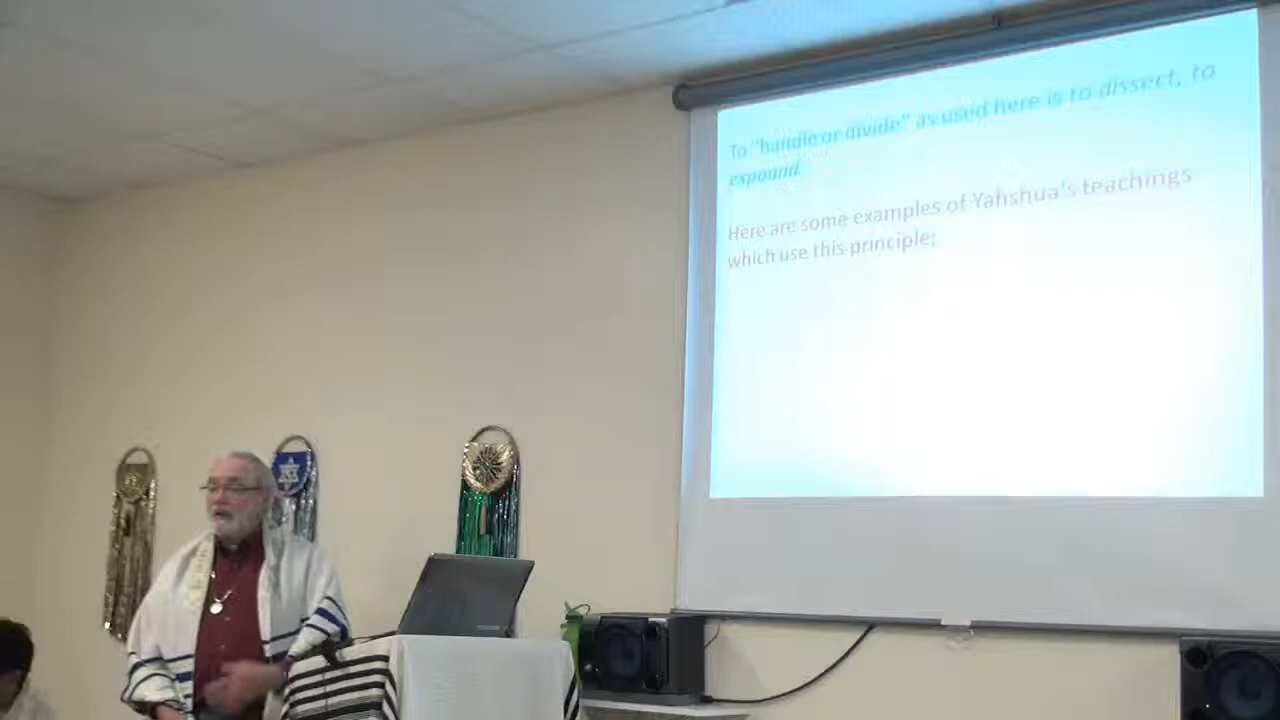 To "handle or divide" as used here is to dissect, to
expound.
Here are some examples of Yahshua's teachings
which use this principle;